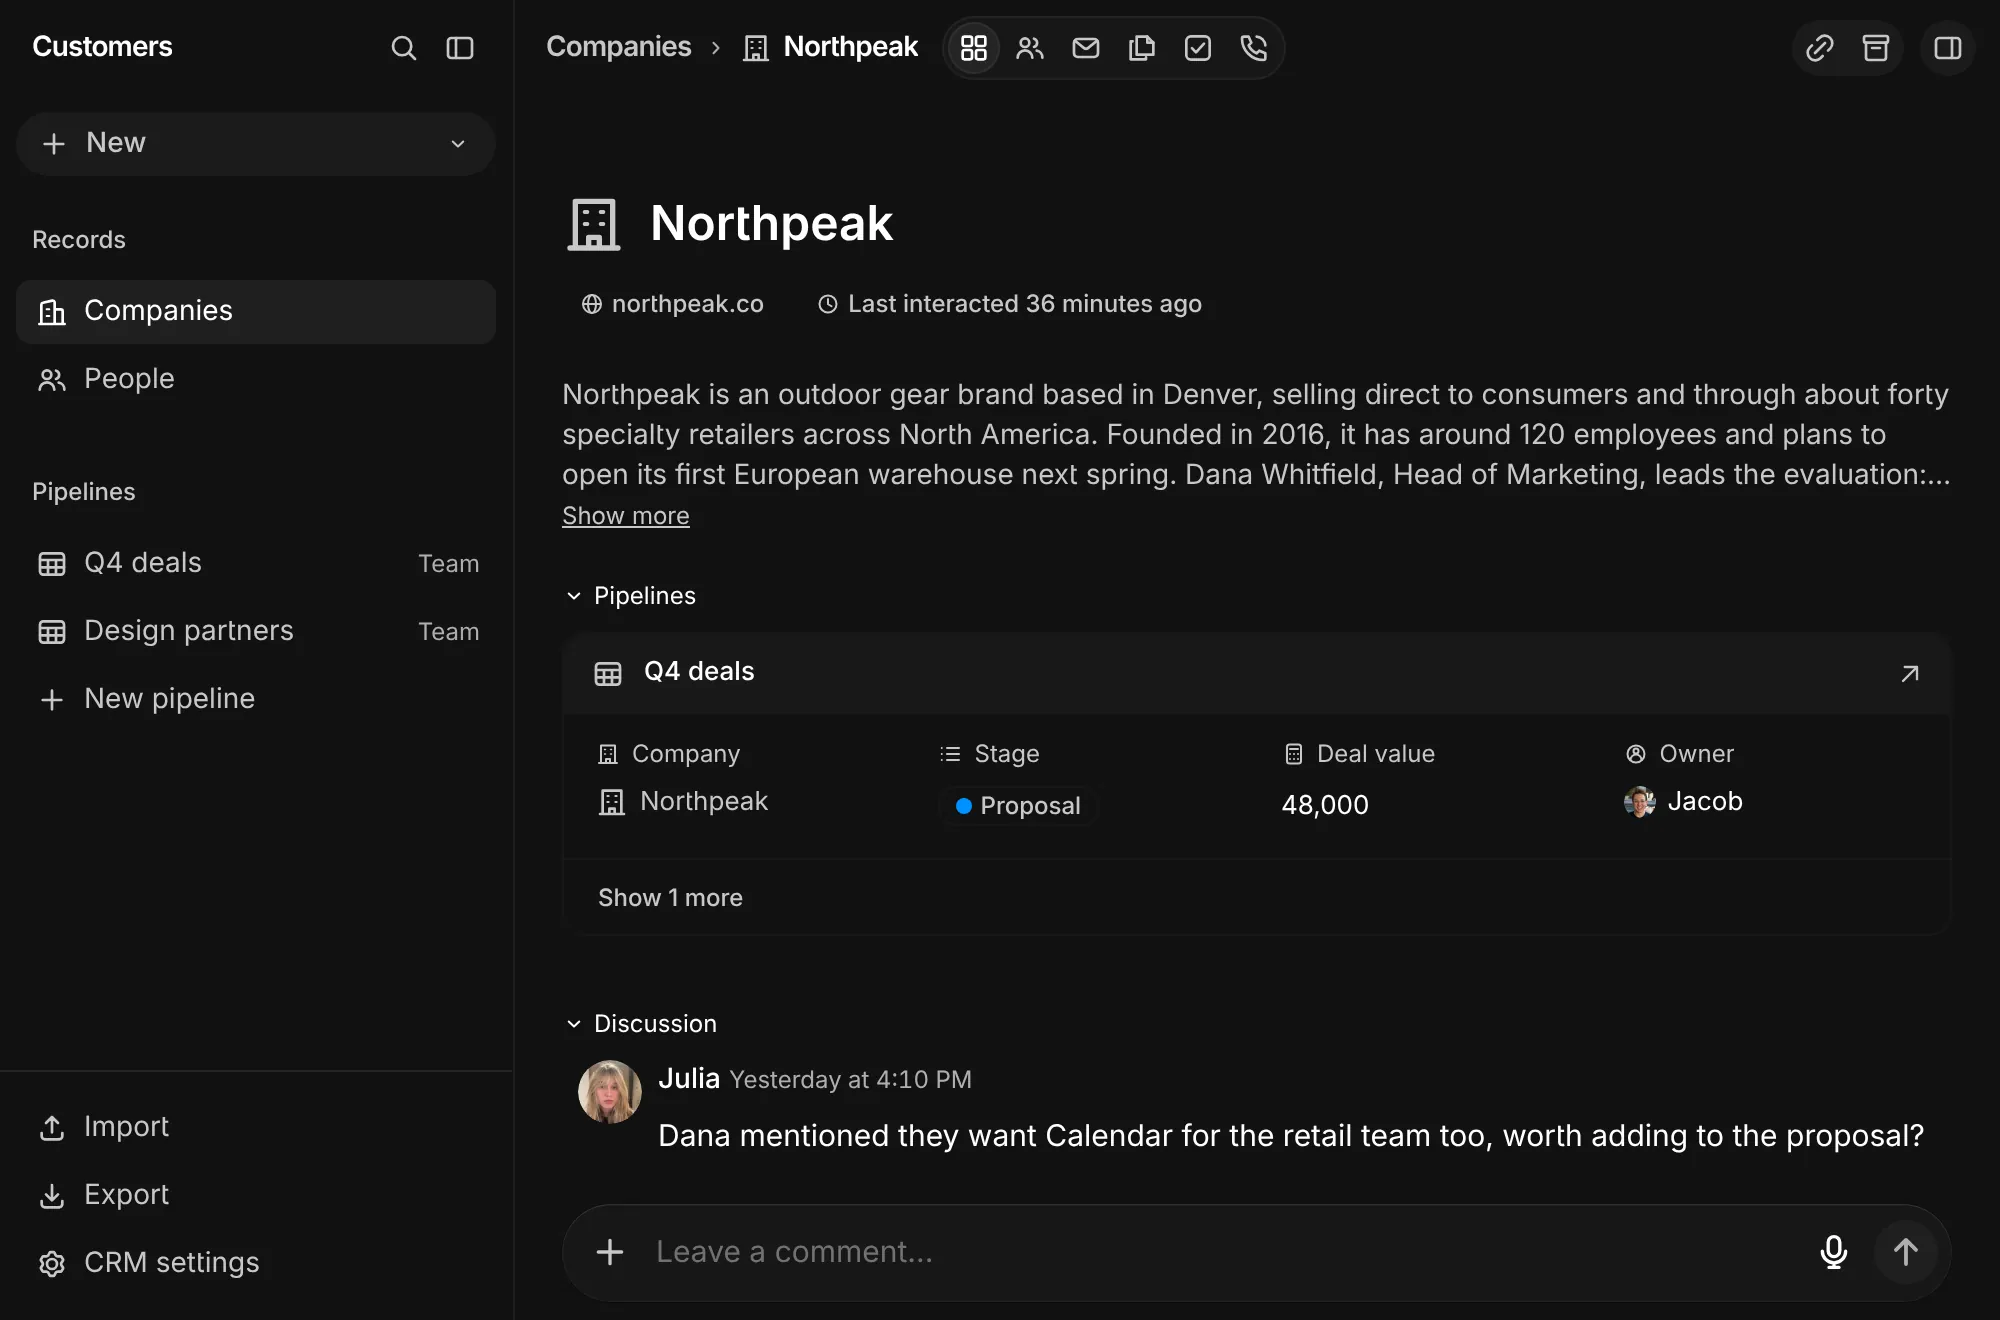 Customers
New
Records
Companies
People
Pipelines
Q4 deals Team
Design partners Team
New pipeline
Import
Export
CRM settings
Companies › Northpeak
Northpeak
northpeak.co Last interacted 36 minutes ago
Northpeak is an outdoor gear brand based in Denver, selling direct to consumers and through about forty
specialty retailers across North America. Founded in 2016, it has around 120 employees and plans to
open its first European warehouse next spring. Dana Whitfield, Head of Marketing, leads the evaluation:...
Show more
Pipelines
Q4 deals
Company Stage Deal value Owner
Northpeak Proposal 48,000 Jacob
Show 1 more
Discussion
Julia Yesterday at 4:10 PM
Dana mentioned they want Calendar for the retail team too, worth adding to the proposal?
Leave a comment...